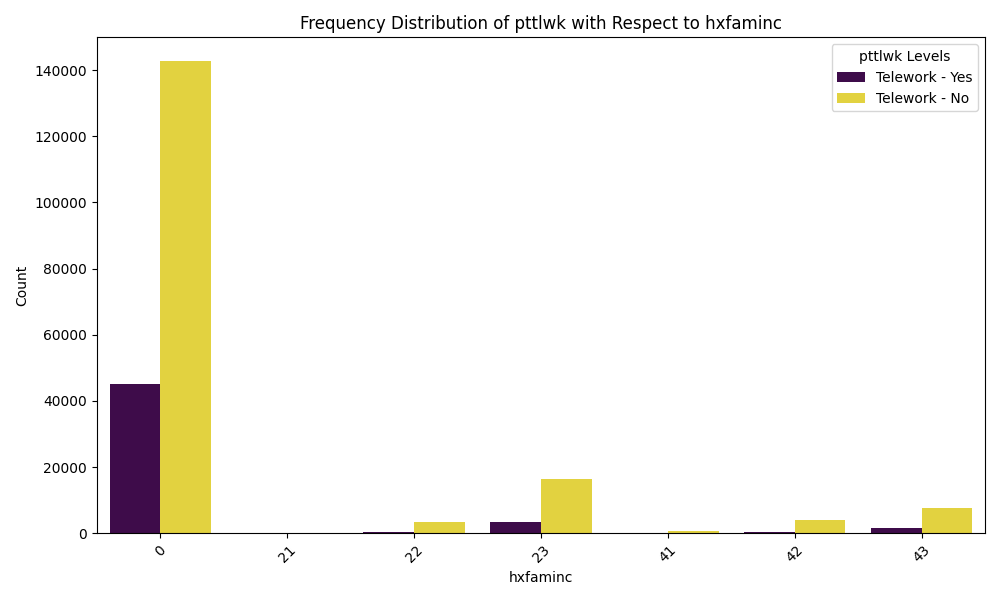 Frequency Distribution of pttlwk with Respect to hxfaminc
pttlwk Levels
Telework - Yes
Telework - No
140000
120000
100000
80000
60000
40000
20000
0
Count
0 21 22 23 41 42 43
hxfaminc